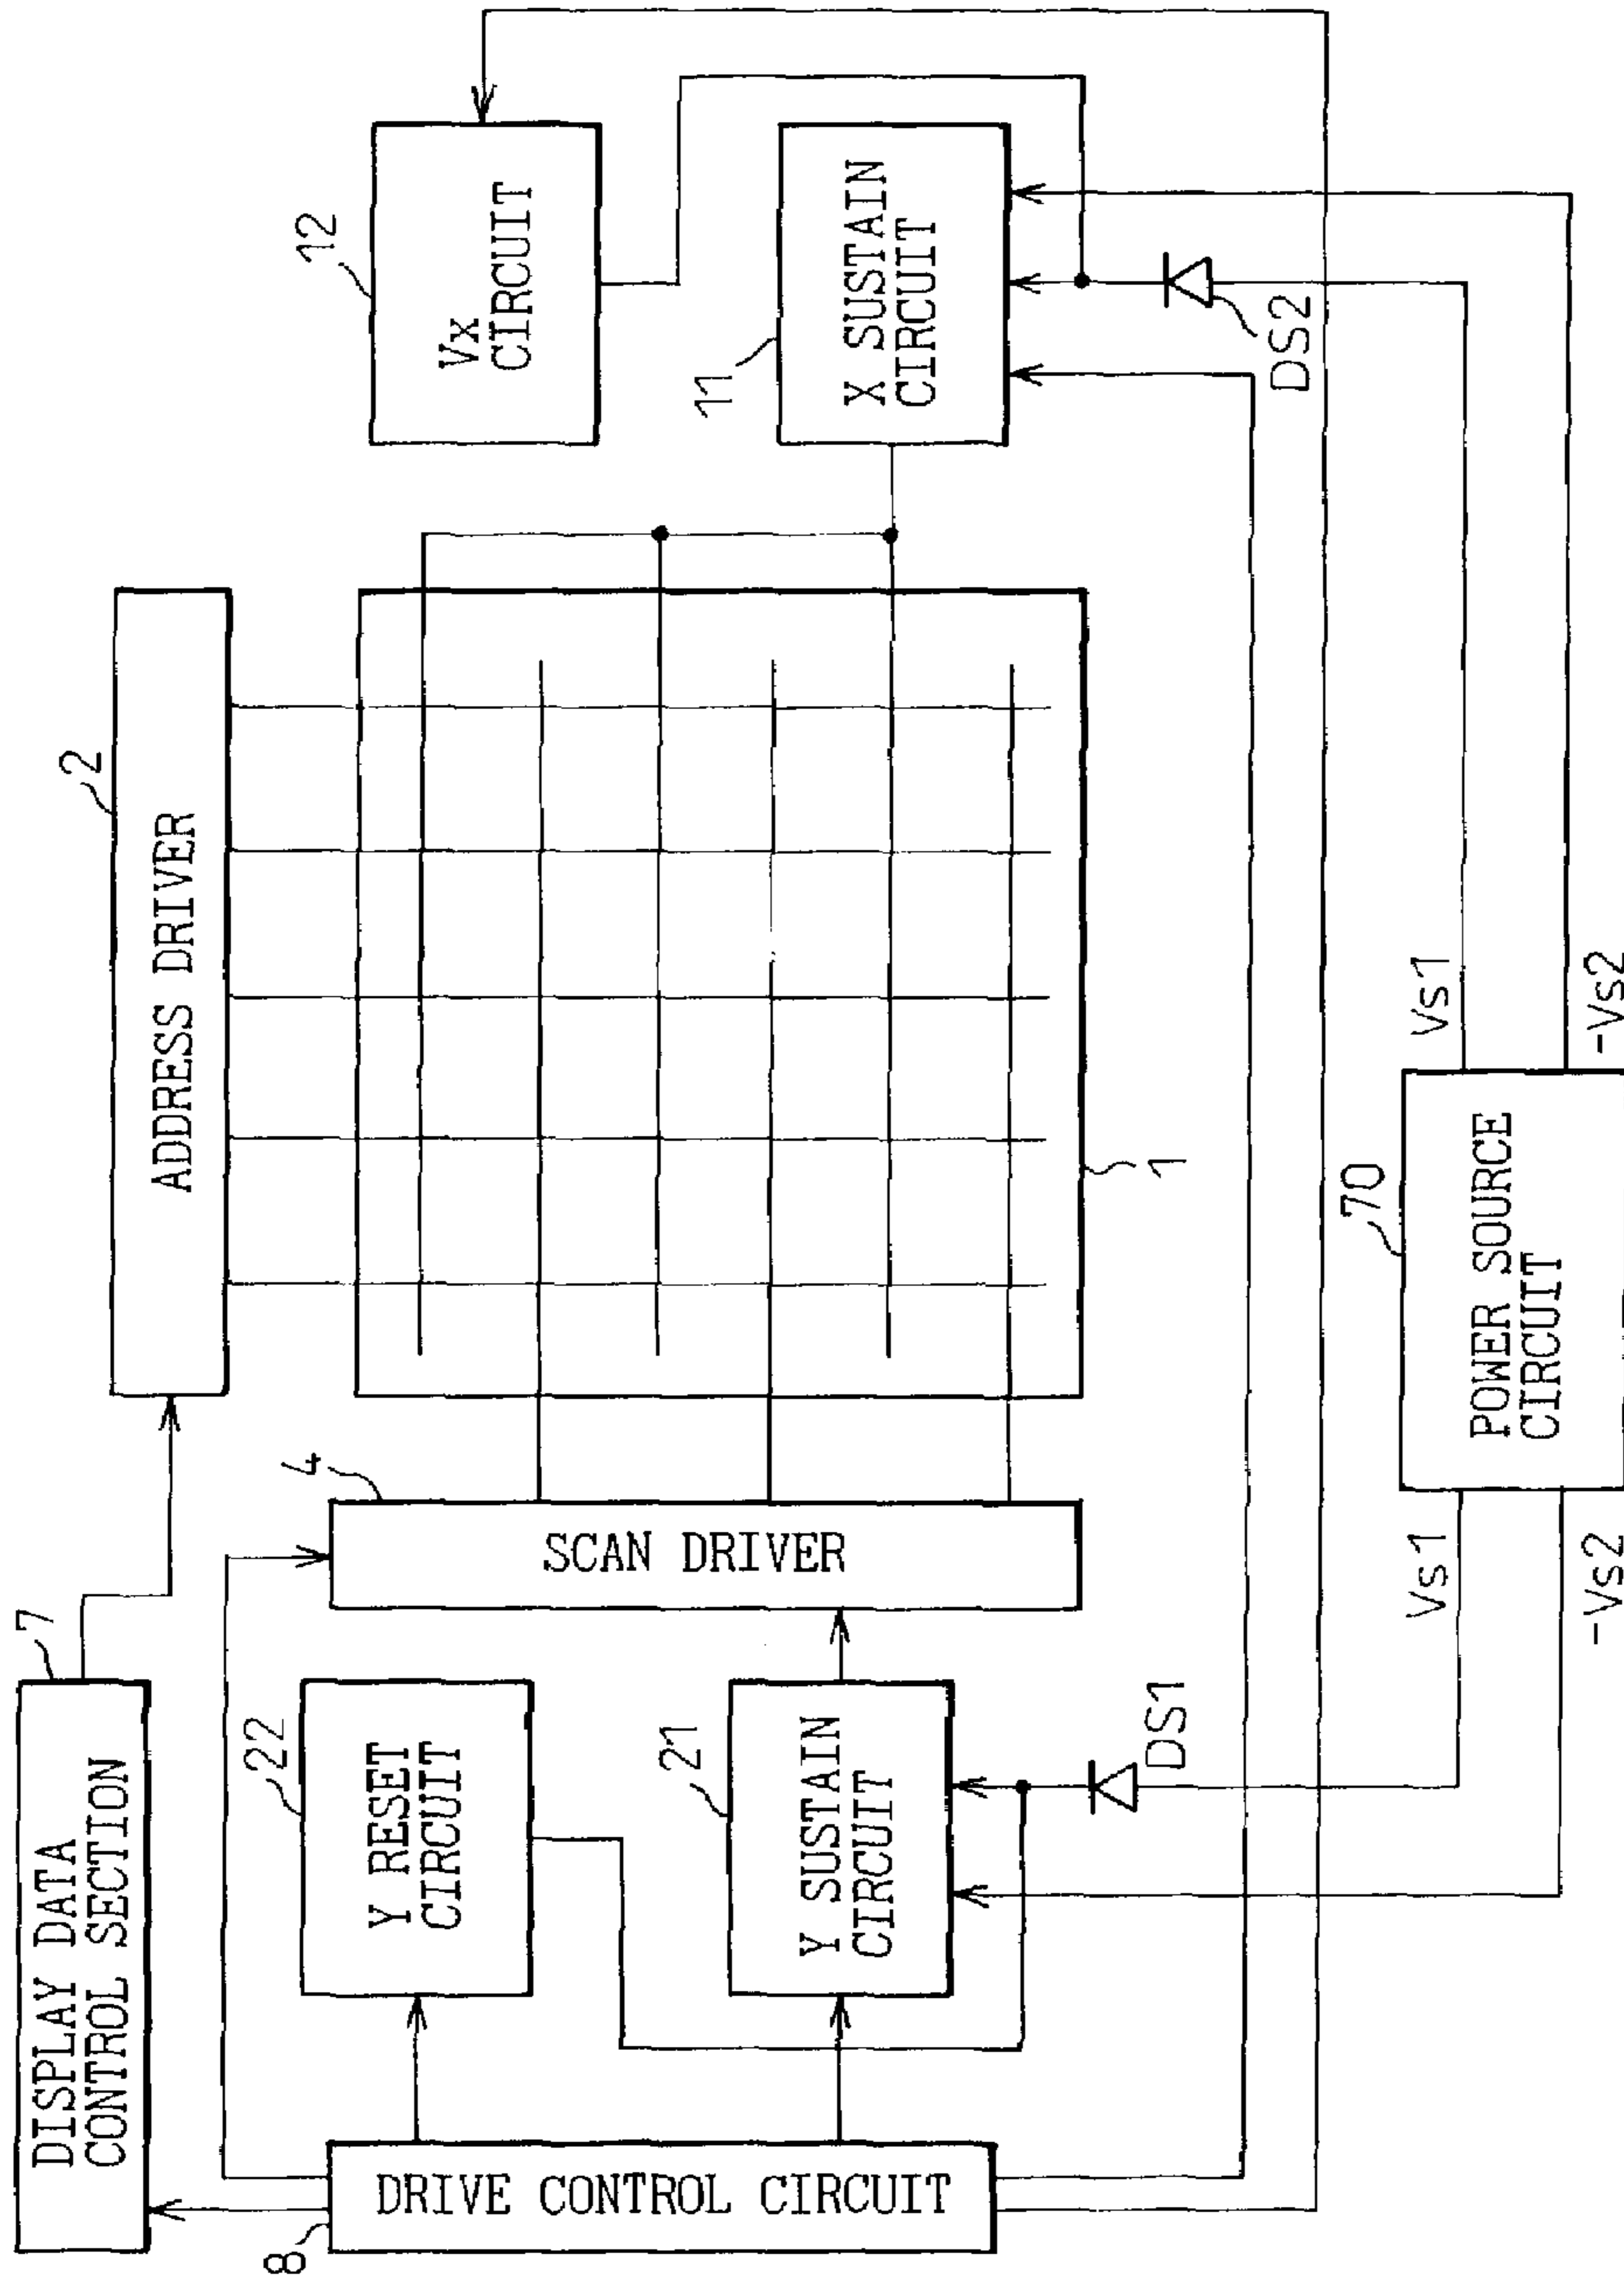 7
DISPLAY DATA
CONTROL SECTION
2
ADDRESS DRIVER
12
Vx
CIRCUIT
22
Y RESET
CIRCUIT
4
SCAN DRIVER
11
X SUSTAIN
CIRCUIT
21
Y SUSTAIN
CIRCUIT
8
DRIVE CONTROL CIRCUIT
1
DS1
DS2
70
POWER SOURCE
CIRCUIT
Vs1
Vs1
-Vs2
-Vs2